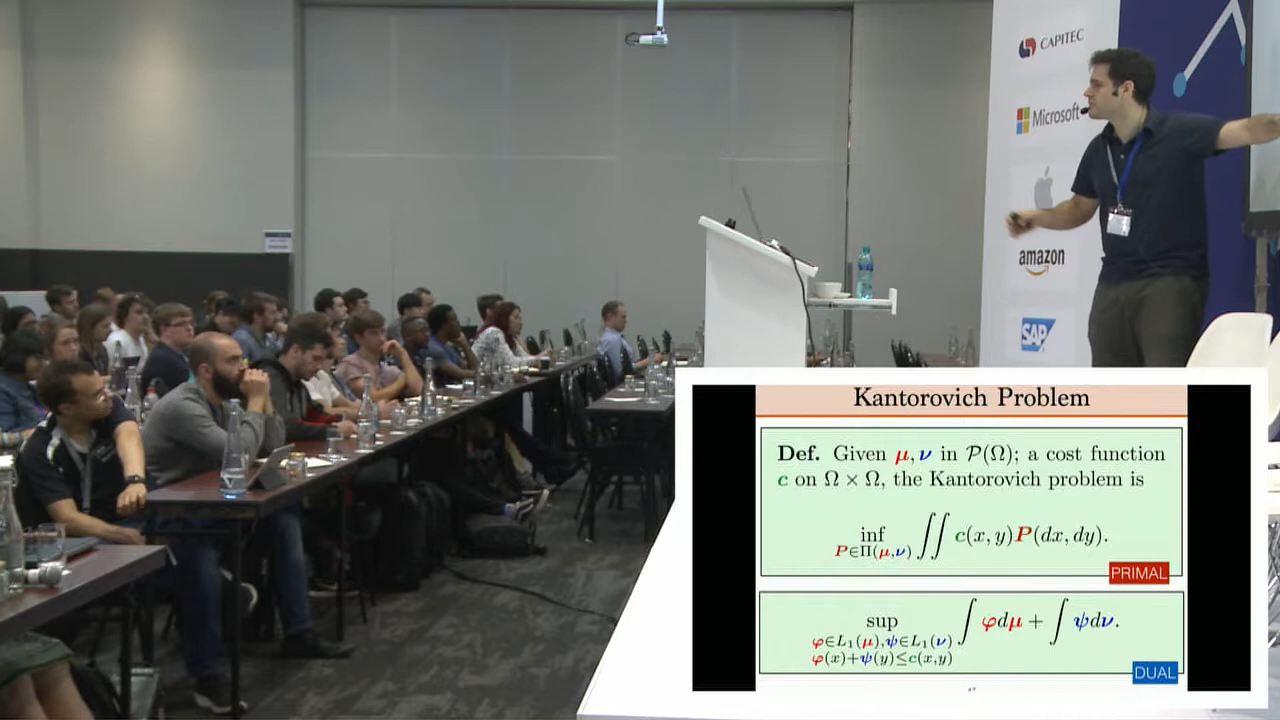 CAPITEC
Microsoft
amazon
SAP
Kantorovich Problem
Def. Given μ, ν in 𝒫(Ω); a cost function
c on Ω × Ω, the Kantorovich problem is
inf ∬ c(x, y)P(dx, dy).
P∈Π(μ,ν)
PRIMAL
sup ∫ φdμ + ∫ ψdν.
φ∈L₁(μ),ψ∈L₁(ν)
φ(x)+ψ(y)≤c(x,y)
DUAL